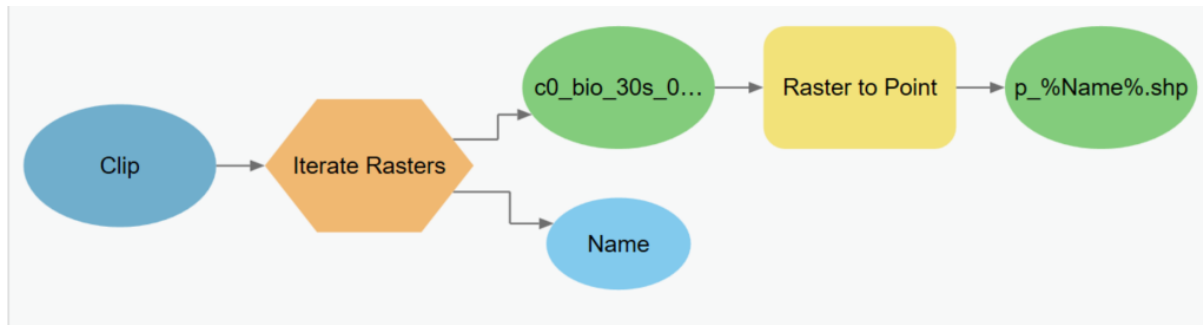 Clip
Iterate Rasters
c0_bio_30s_0...
Raster to Point
p_%Name%.shp
Name